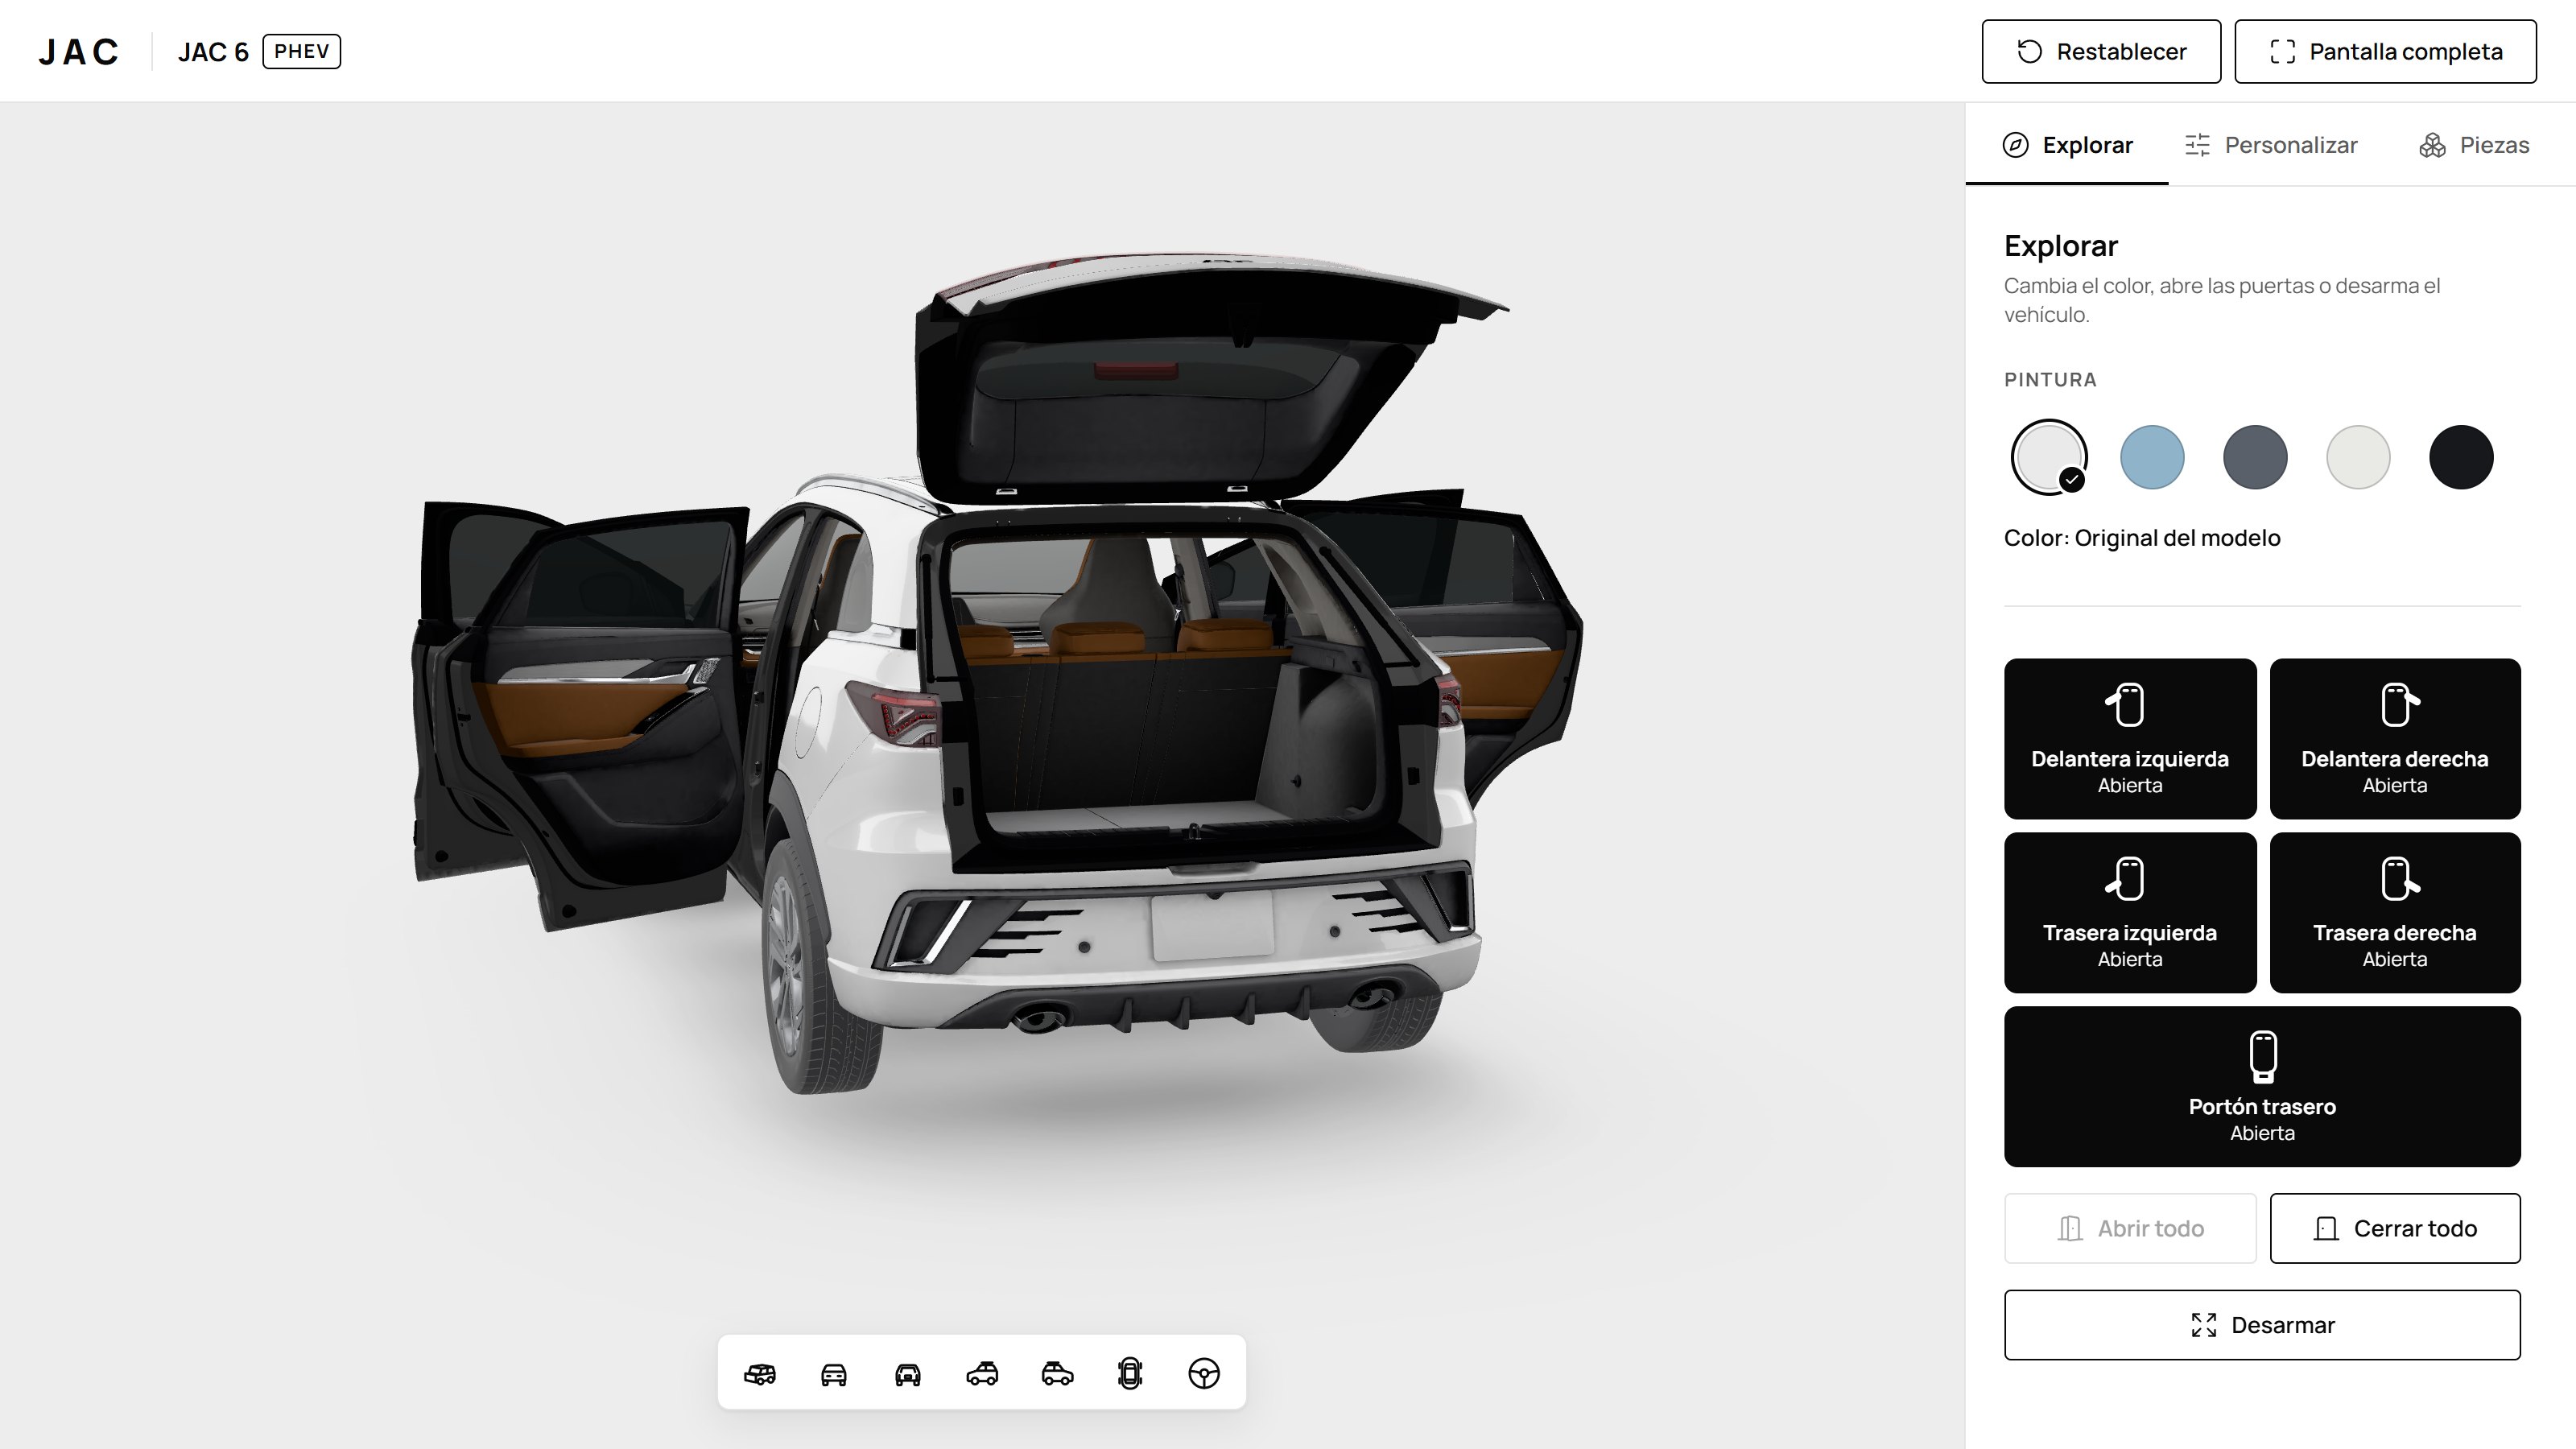 JAC
JAC 6 PHEV
Restablecer
Pantalla completa
Explorar
Personalizar
Piezas
Explorar
Cambia el color, abre las puertas o desarma el
vehículo.
PINTURA
Color: Original del modelo
Delantera izquierda
Abierta
Delantera derecha
Abierta
Trasera izquierda
Abierta
Trasera derecha
Abierta
Portón trasero
Abierta
Abrir todo
Cerrar todo
Desarmar